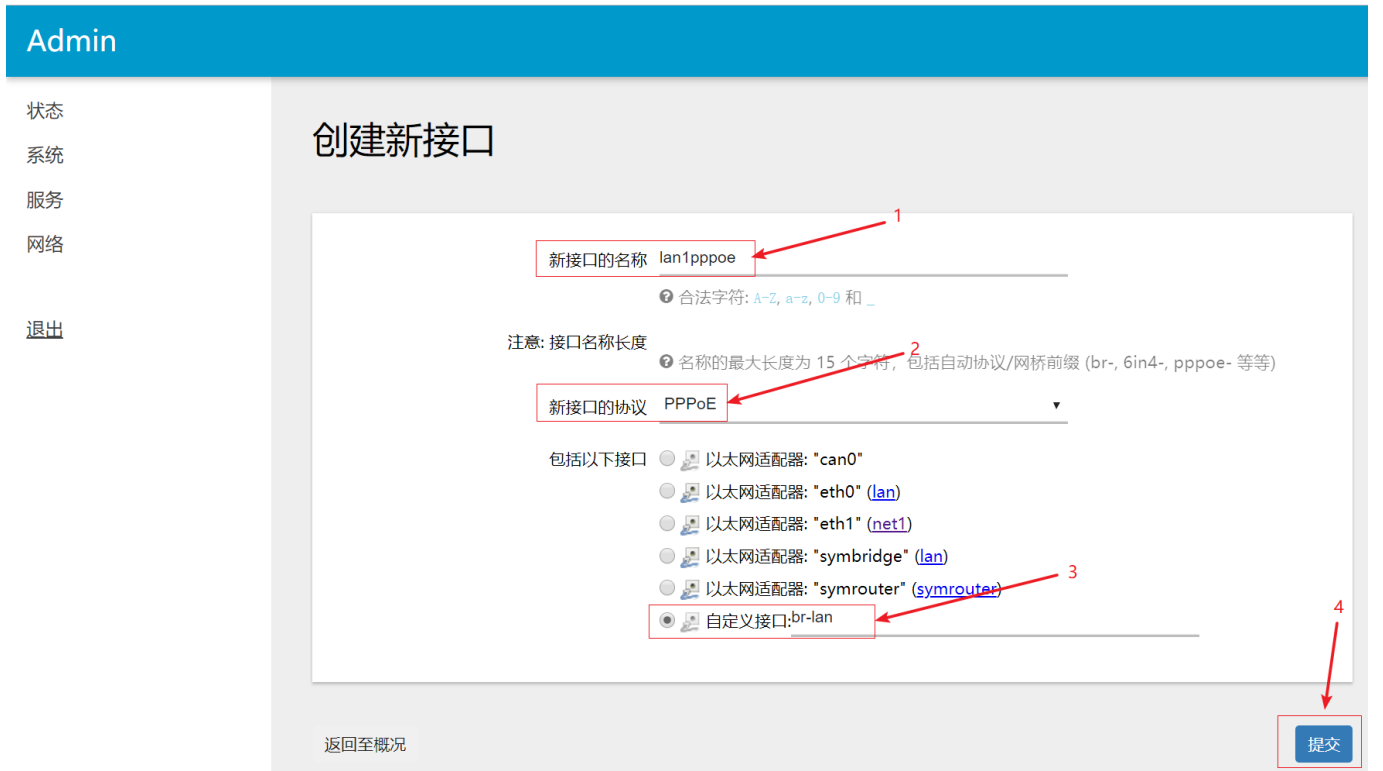 Admin
状态
系统
服务
网络
退出
创建新接口
1
新接口的名称 lan1pppoe
合法字符: A-Z, a-z, 0-9 和 _
注意: 接口名称长度
2
名称的最大长度为 15 个字符，包括自动协议/网桥前缀 (br-, 6in4-, pppoe- 等等)
新接口的协议 PPPoE
包括以下接口 以太网适配器: "can0"
以太网适配器: "eth0" (lan)
以太网适配器: "eth1" (net1)
以太网适配器: "symbridge" (lan)
3
以太网适配器: "symrouter" (symrouter)
自定义接口:br-lan
4
返回至概况
提交